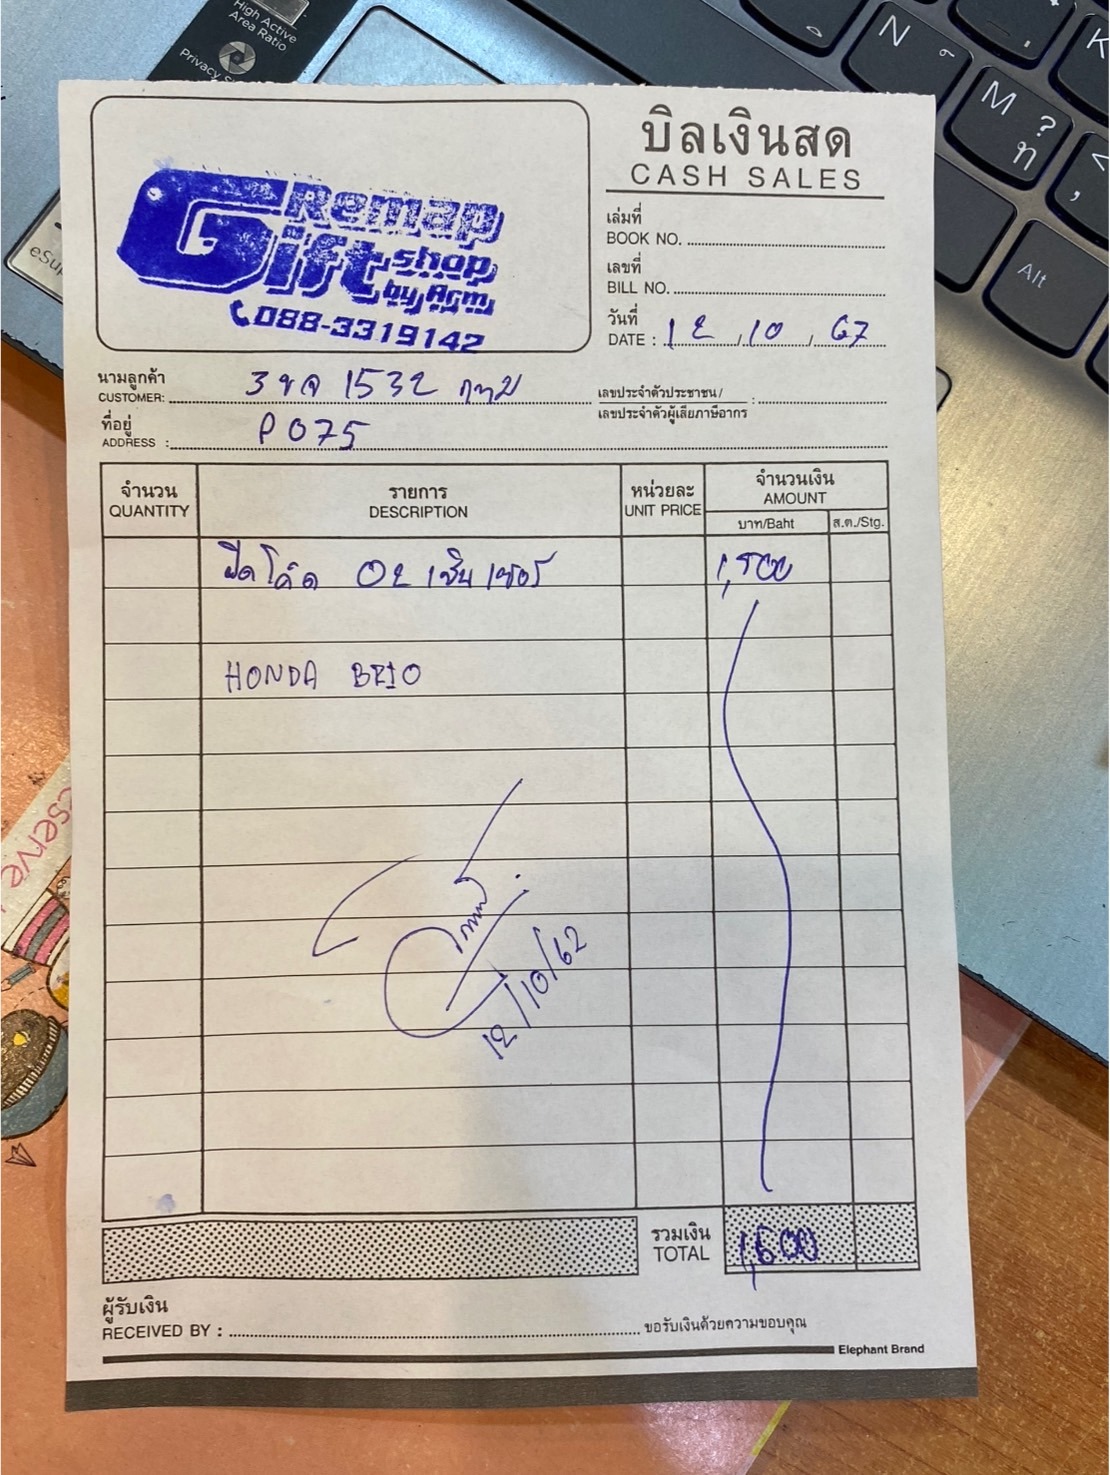 High Active
Area Ratio
Privacy
N
M ?
ท
K
Alt
บิลเงินสด
CASH SALES
Remap
Gift shop
by Arm
088-3319142
เล่มที่
BOOK NO.
เลขที่
BILL NO.
วันที่
DATE : 12 / 10 / 67
นามลูกค้า
CUSTOMER: 3ขจ 1532 กทม
เลขประจำตัวประชาชน/
เลขประจำตัวผู้เสียภาษีอากร :
ที่อยู่
ADDRESS : P075
จำนวน รายการ หน่วยละ จำนวนเงิน
QUANTITY DESCRIPTION UNIT PRICE AMOUNT
บาท/Baht ส.ต./Stg.
โค้ด O2 เซ็นเซอร์
HONDA BRIO
12/10/62
รวมเงิน
TOTAL 1,600
ผู้รับเงิน
RECEIVED BY : ขอรับเงินด้วยความขอบคุณ
Elephant Brand
eserve